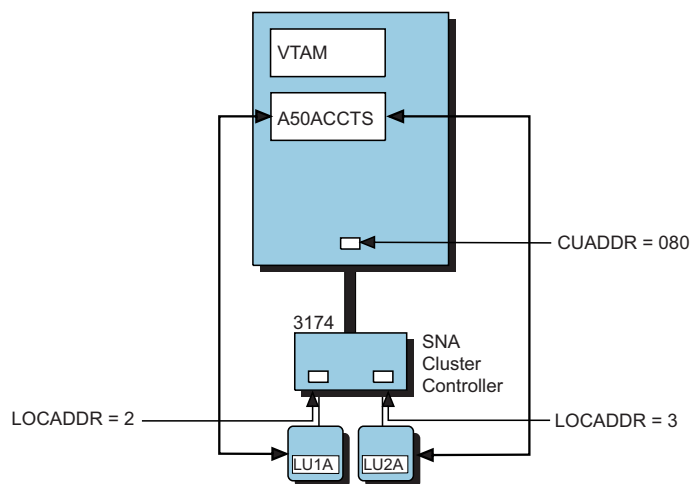 VTAM
A50ACCTS
CUADDR = 080
3174
SNA
Cluster
Controller
LOCADDR = 2
LOCADDR = 3
LU1A
LU2A